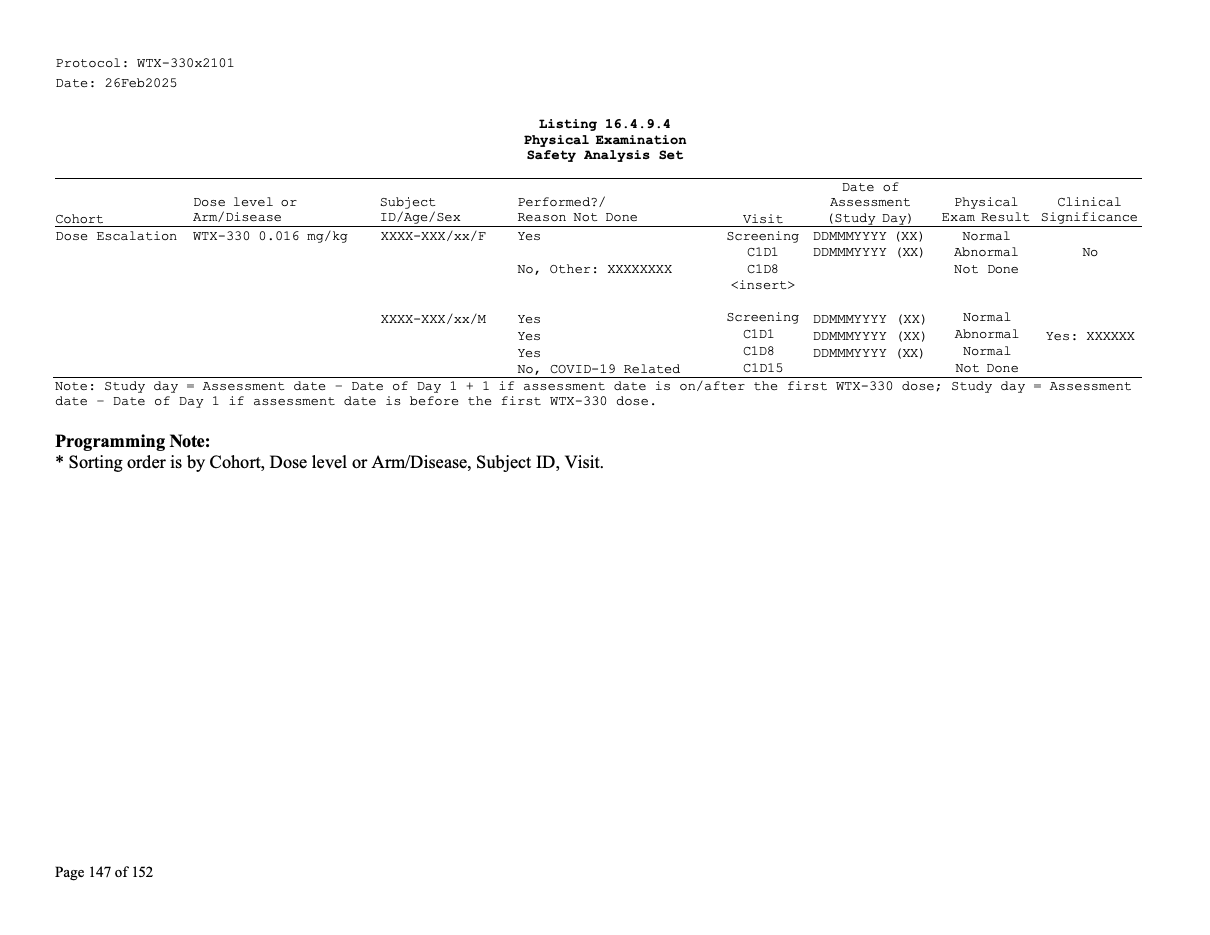 Protocol: WTX-330x2101
Date: 26Feb2025
Listing 16.4.9.4
Physical Examination
Safety Analysis Set
Date of
Dose level or Subject Performed?/ Assessment Physical Clinical
Cohort Arm/Disease ID/Age/Sex Reason Not Done Visit (Study Day) Exam Result Significance
Dose Escalation WTX-330 0.016 mg/kg XXXX-XXX/xx/F Yes Screening DDMMMYYYY (XX) Normal
C1D1 DDMMMYYYY (XX) Abnormal No
No, Other: XXXXXXXX C1D8 Not Done
<insert>
XXXX-XXX/xx/M Yes Screening DDMMMYYYY (XX) Normal
Yes C1D1 DDMMMYYYY (XX) Abnormal Yes: XXXXXX
Yes C1D8 DDMMMYYYY (XX) Normal
No, COVID-19 Related C1D15 Not Done
Note: Study day = Assessment date – Date of Day 1 + 1 if assessment date is on/after the first WTX-330 dose; Study day = Assessment
date – Date of Day 1 if assessment date is before the first WTX-330 dose.
Programming Note:
* Sorting order is by Cohort, Dose level or Arm/Disease, Subject ID, Visit.
Page 147 of 152